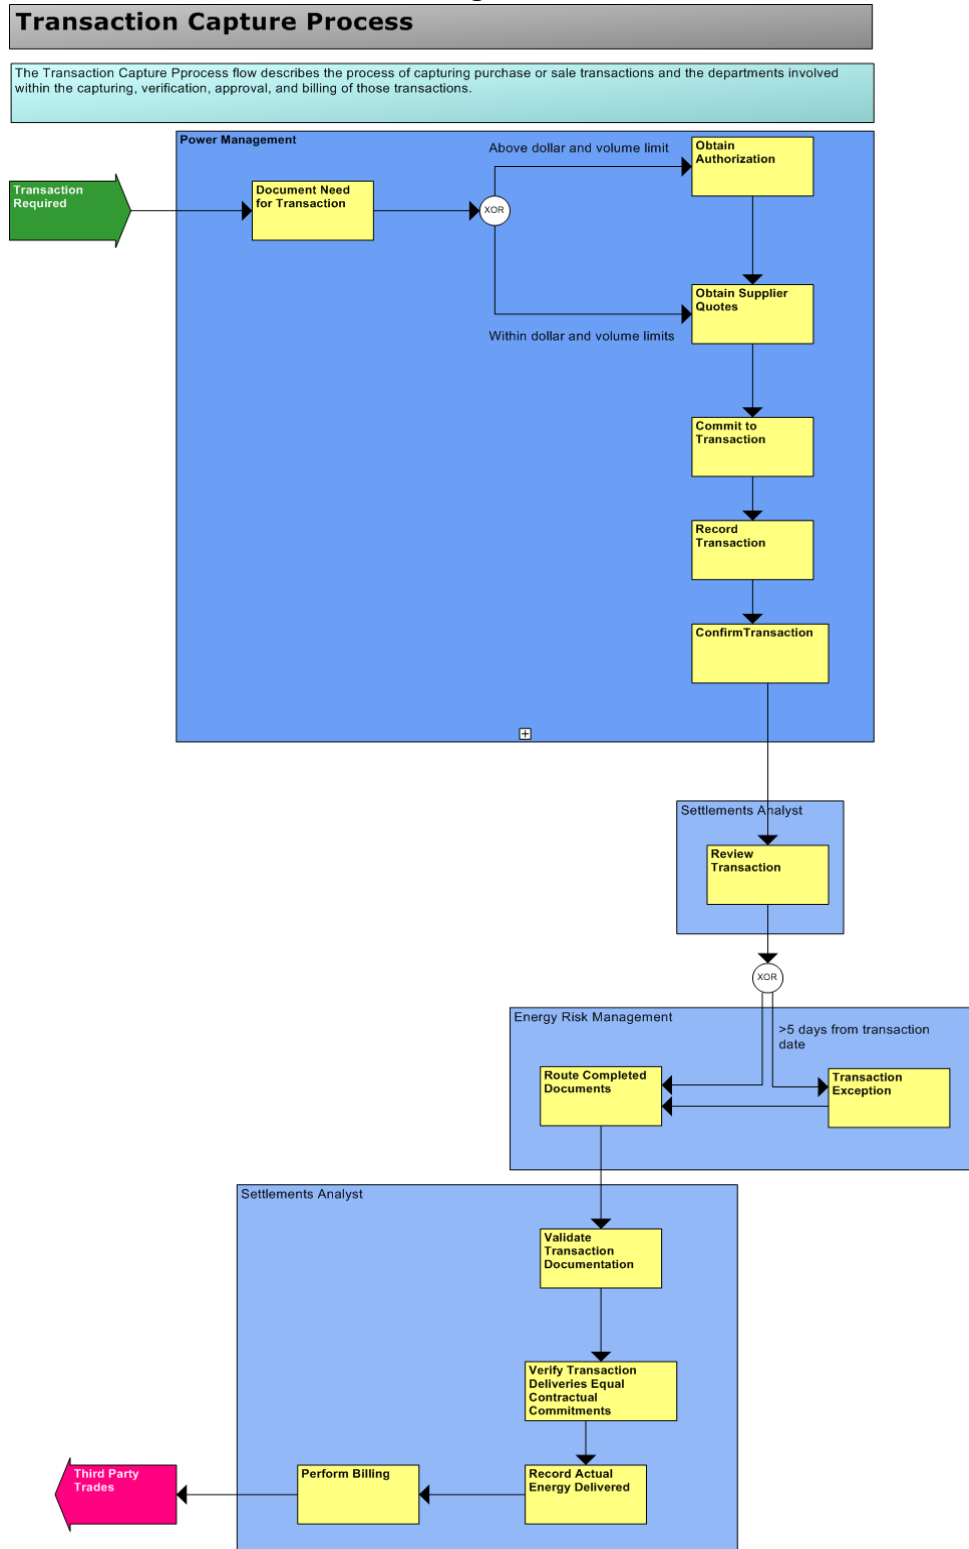 Transaction Capture Process
The Transaction Capture Pprocess flow describes the process of capturing purchase or sale transactions and the departments involved
within the capturing, verification, approval, and billing of those transactions.
Power Management
Above dollar and volume limit
Obtain
Authorization
Transaction
Required
Document Need
for Transaction
XOR
Obtain Supplier
Quotes
Within dollar and volume limits
Commit to
Transaction
Record
Transaction
ConfirmTransaction
Settlements Analyst
Review
Transaction
XOR
Energy Risk Management
>5 days from transaction
date
Route Completed
Documents
Transaction
Exception
Settlements Analyst
Validate
Transaction
Documentation
Verify Transaction
Deliveries Equal
Contractual
Commitments
Third Party
Trades
Perform Billing
Record Actual
Energy Delivered